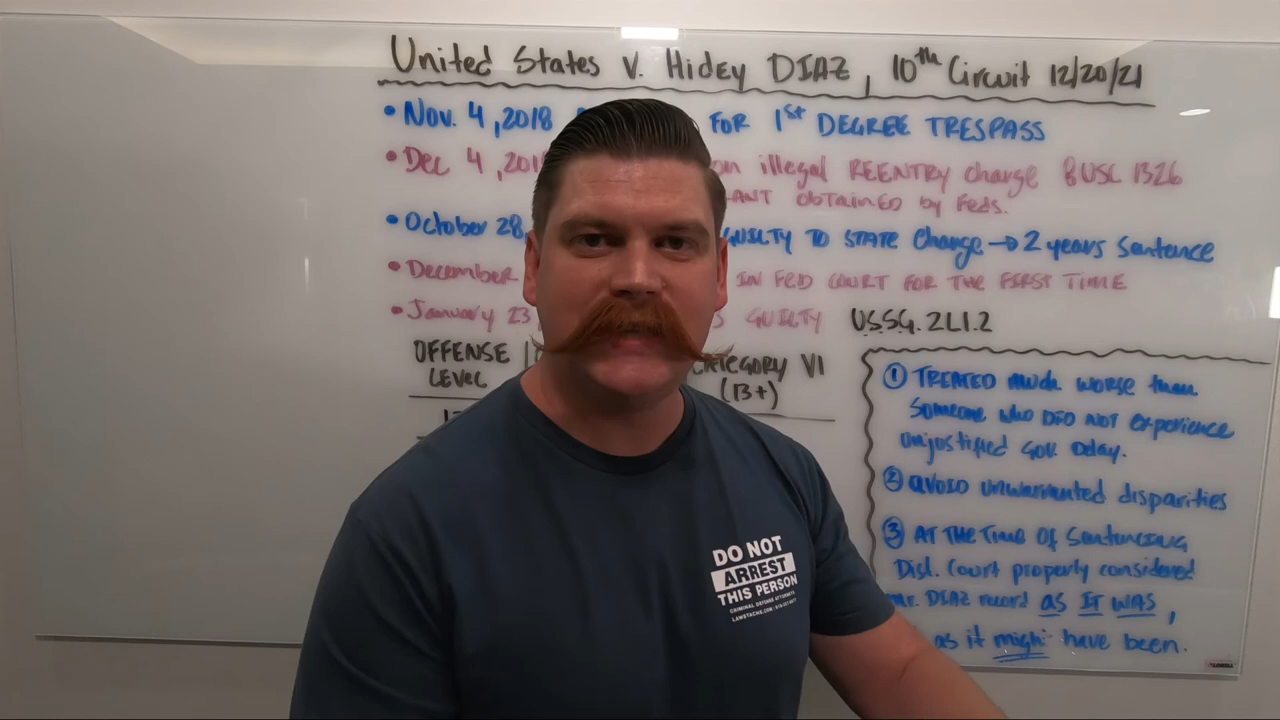 United States v. Hidey DIAZ, 10th Circuit 12/20/21
• Nov. 4, 2018 FOR 1st DEGREE TRESPASS
• Dec 4, 201 on illegal REENTRY charge 8 USC 1326
obtainED by Feds.
• October 28, GUILTY TO STATE Charge → 2 years Sentence
• December IN FED COURT FOR THE FIRST TIME
• January 23, GUILTY USSG. 2L1.2
OFFENSE LEVEL
CATEGORY VI (13+)
① TREATED much worse than
Someone who DID NOT experience
unjustified Gov. Delay.
② avoid unwarranted disparities
③ AT THE Time of Sentencing
Dist. Court properly considered
Mr. DIAZ record as IT WAS,
as it might have been.
DO NOT
ARREST
THIS PERSON
CRIMINAL DEFENSE ATTORNEYS